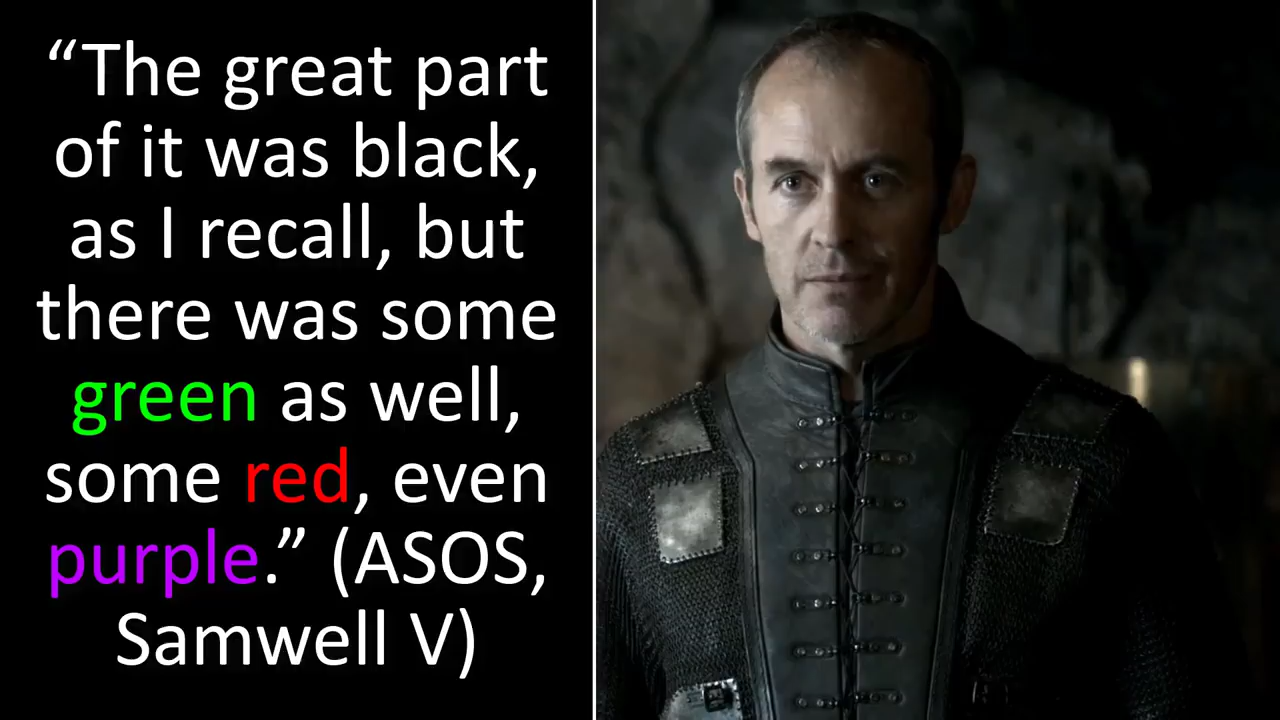 “The great part
of it was black,
as I recall, but
there was some
green as well,
some red, even
purple.” (ASOS,
Samwell V)